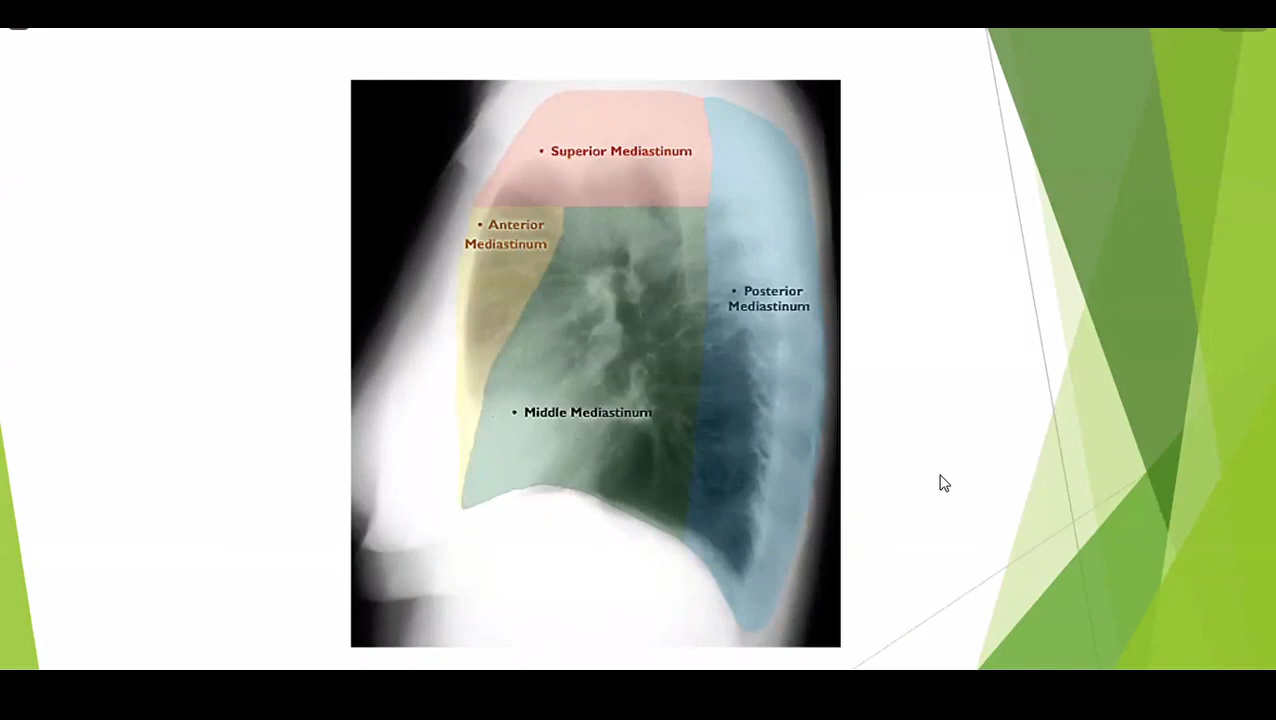 • Superior Mediastinum
• Anterior
Mediastinum
• Posterior
Mediastinum
• Middle Mediastinum